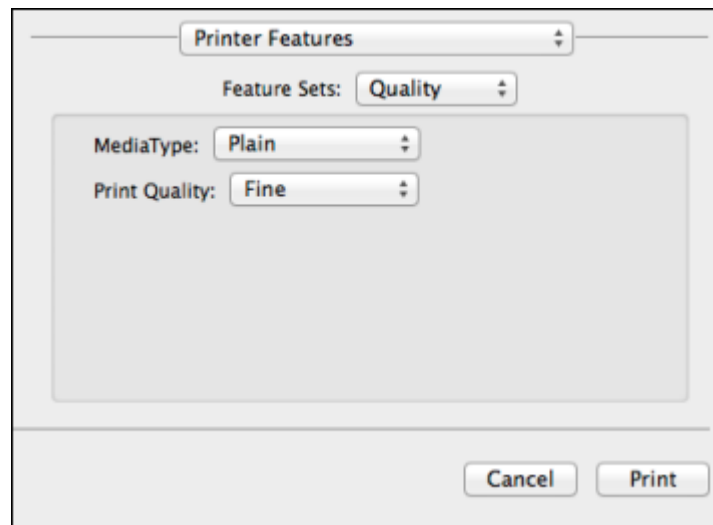 Printer Features
Feature Sets: Quality
MediaType: Plain
Print Quality: Fine
Cancel Print